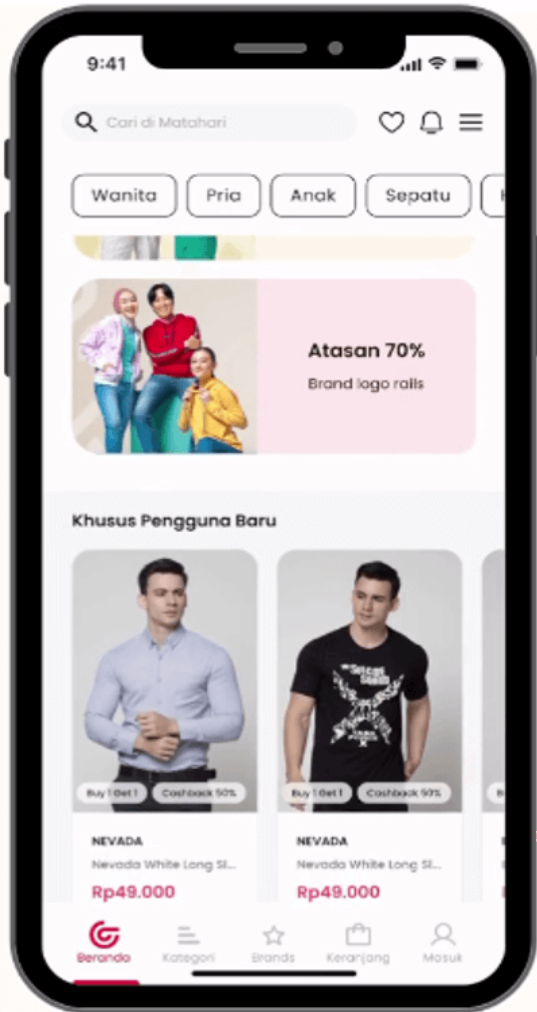 9:41
Cari di Matahari
Wanita
Pria
Anak
Sepatu
Atasan 70%
Brand logo rails
Khusus Pengguna Baru
Buy 1 Get 1
Cashback 50%
Buy 1 Get 1
Cashback 50%
NEVADA
Nevada White Long Sl...
Rp49.000
NEVADA
Nevada White Long Sl...
Rp49.000
Beranda
Kategori
Brands
Keranjang
Masuk